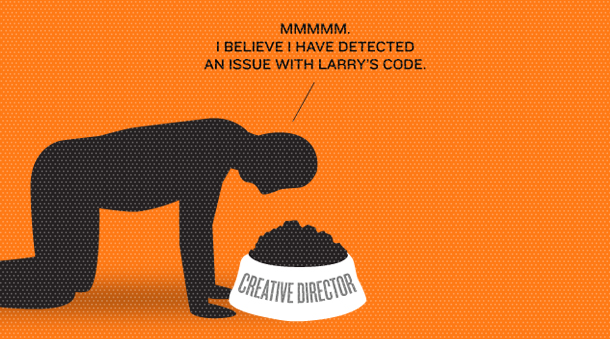 MMMMM.
I BELIEVE I HAVE DETECTED
AN ISSUE WITH LARRY'S CODE.
CREATIVE DIRECTOR